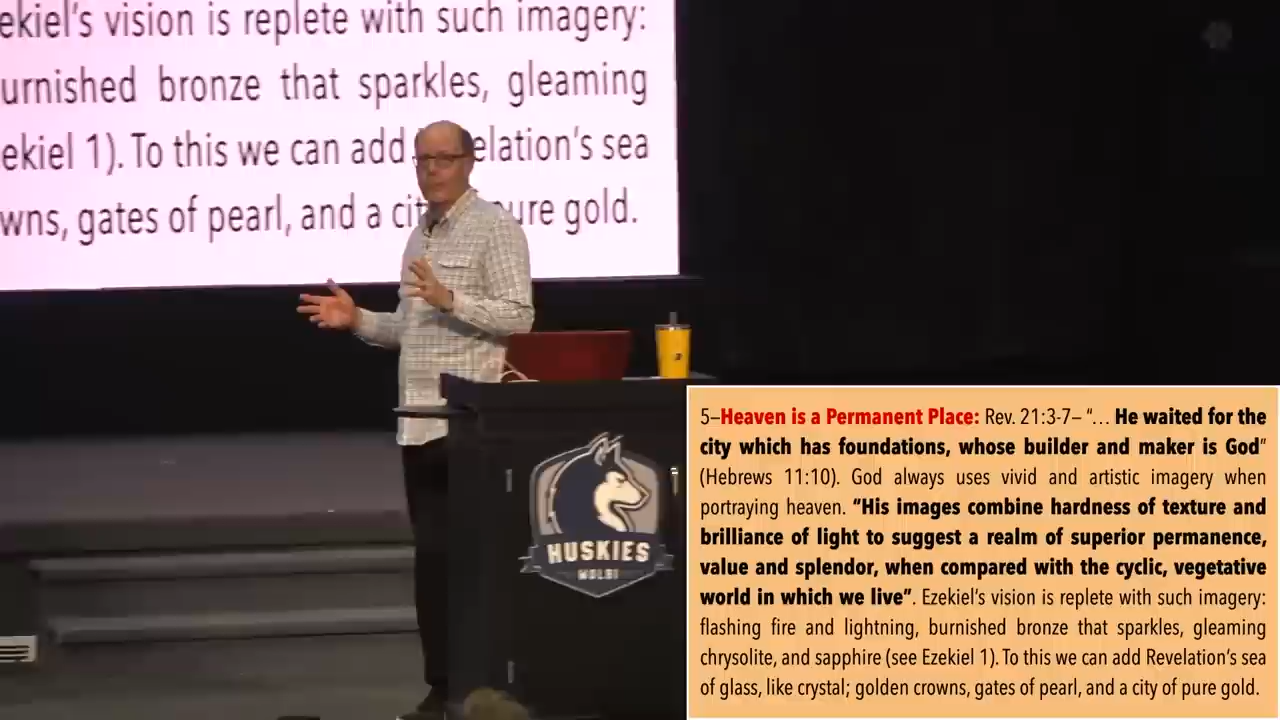 ekiel's vision is replete with such imagery:
urnished bronze that sparkles, gleaming
ekiel 1). To this we can add elation's sea
wns, gates of pearl, and a cit pure gold.
HUSKIES
5–Heaven is a Permanent Place: Rev. 21:3-7– “… He waited for the
city which has foundations, whose builder and maker is God”
(Hebrews 11:10). God always uses vivid and artistic imagery when
portraying heaven. “His images combine hardness of texture and
brilliance of light to suggest a realm of superior permanence,
value and splendor, when compared with the cyclic, vegetative
world in which we live”. Ezekiel's vision is replete with such imagery:
flashing fire and lightning, burnished bronze that sparkles, gleaming
chrysolite, and sapphire (see Ezekiel 1). To this we can add Revelation's sea
of glass, like crystal; golden crowns, gates of pearl, and a city of pure gold.